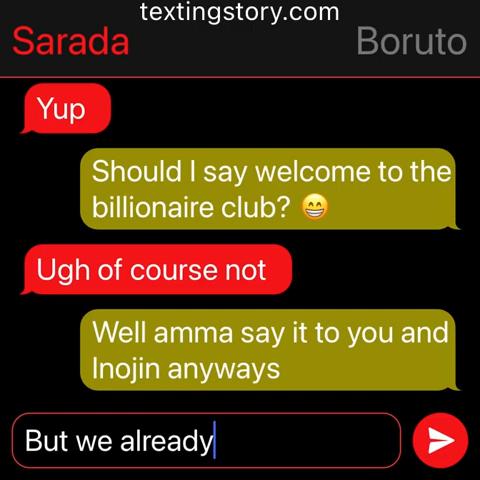 textingstory.com
Sarada Boruto
Yup
Should I say welcome to the
billionaire club? 😁
Ugh of course not
Well amma say it to you and
Inojin anyways
But we already